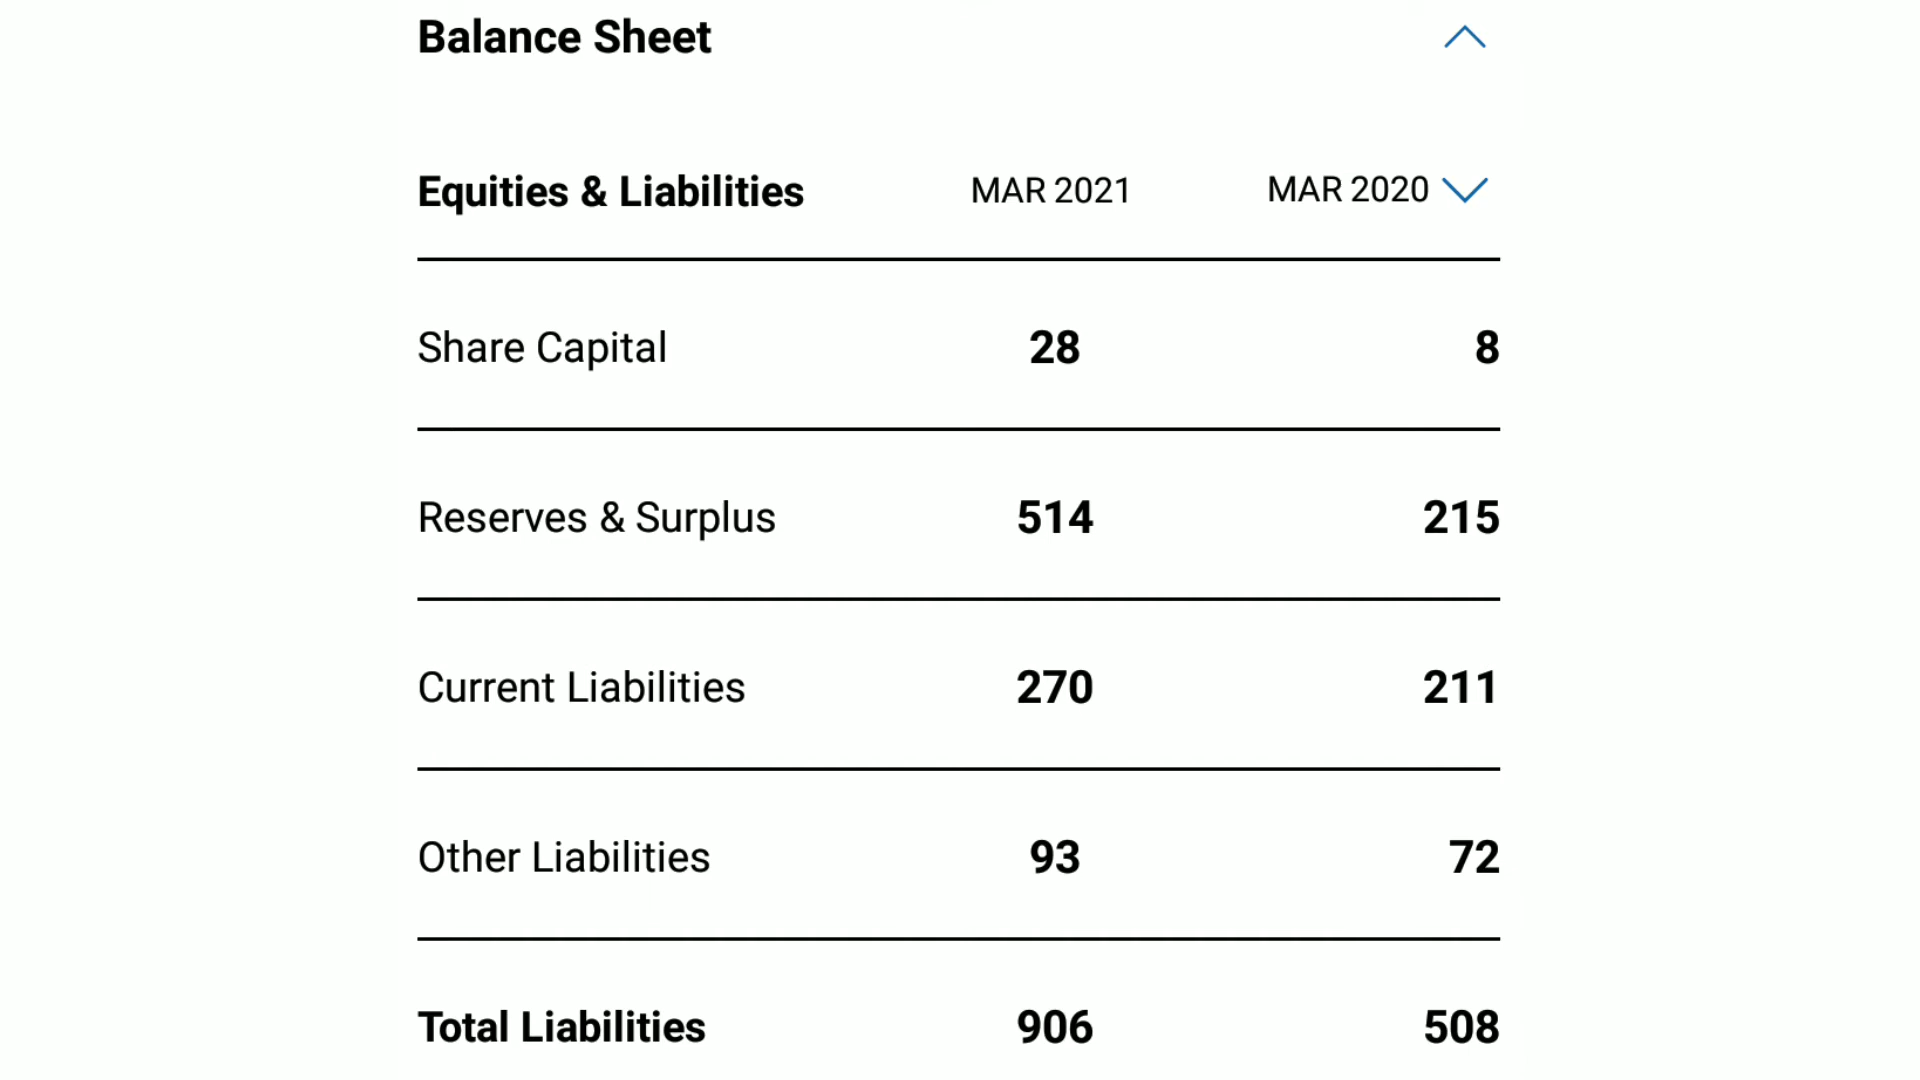 Balance Sheet
Equities & Liabilities MAR 2021 MAR 2020
Share Capital 28 8
Reserves & Surplus 514 215
Current Liabilities 270 211
Other Liabilities 93 72
Total Liabilities 906 508